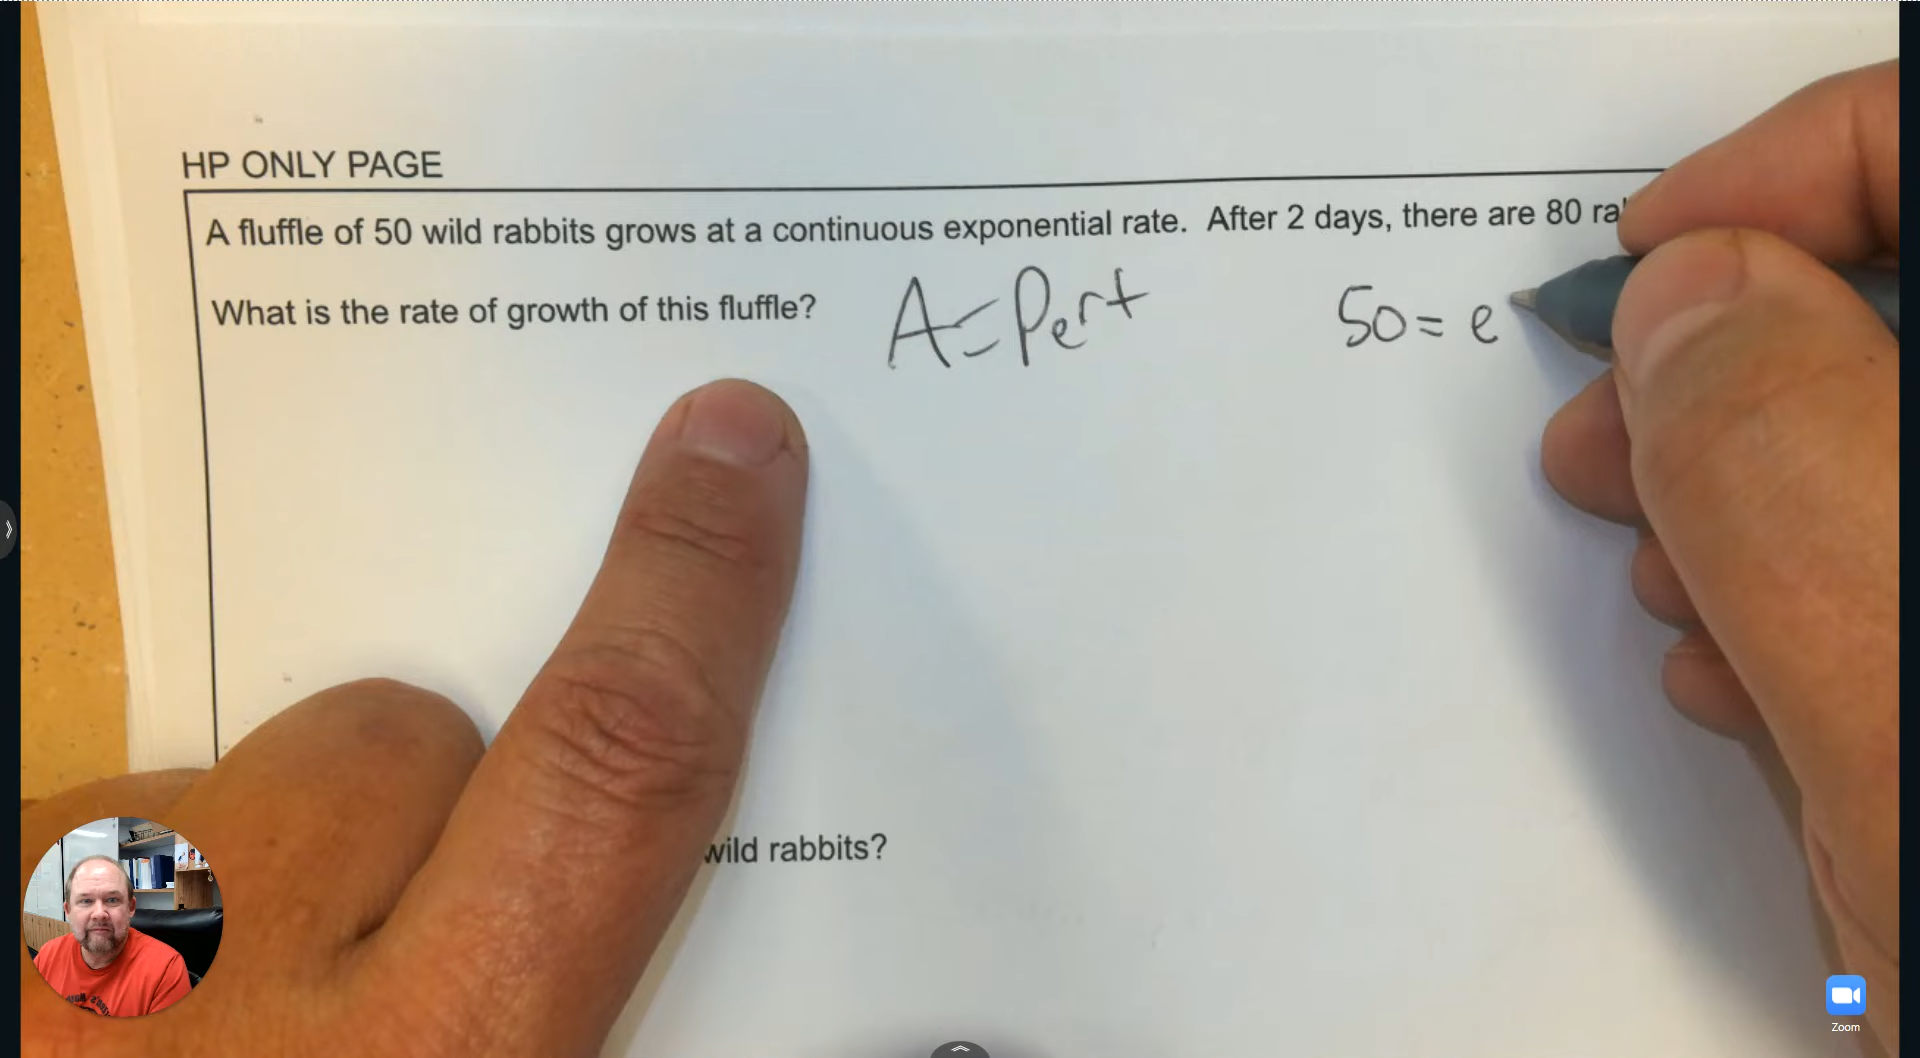 HP ONLY PAGE
A fluffle of 50 wild rabbits grows at a continuous exponential rate. After 2 days, there are 80
What is the rate of growth of this fluffle? A=Pert 50= e
wild rabbits?
Zoom